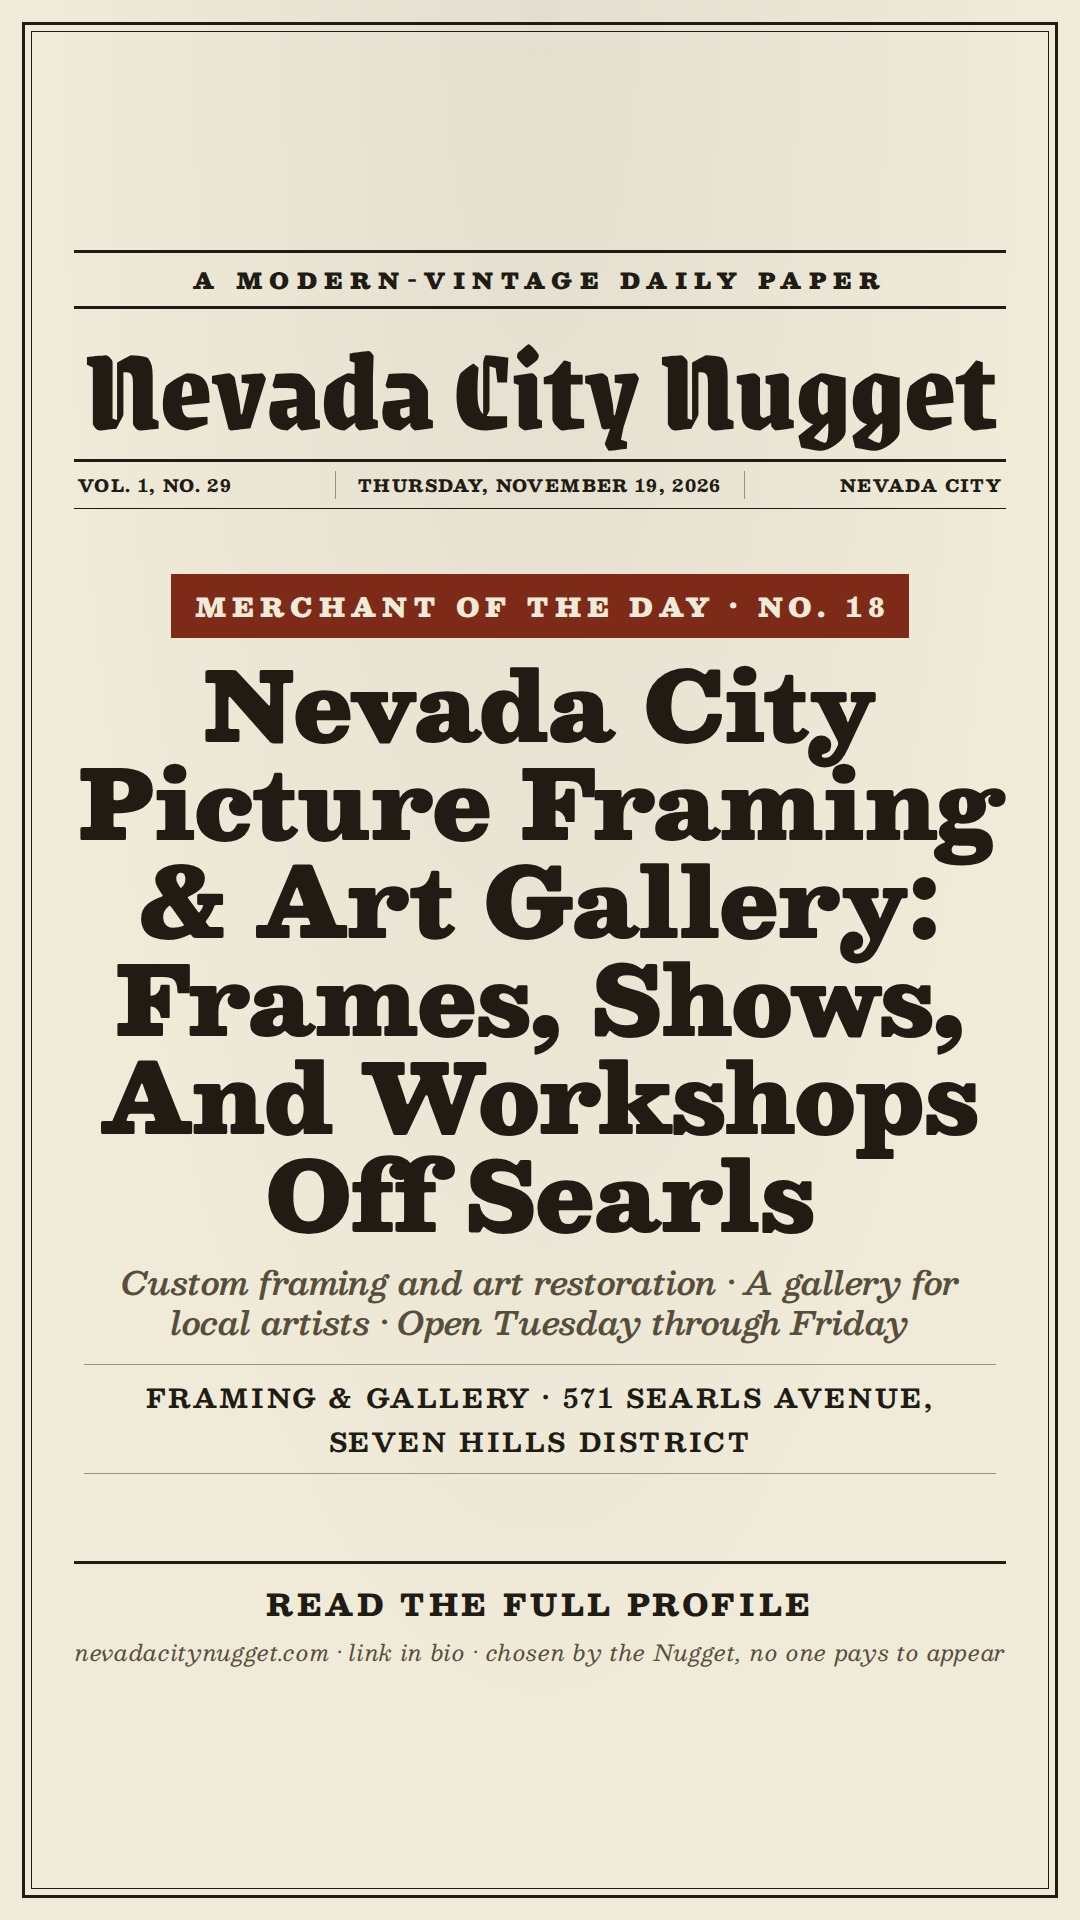 A MODERN-VINTAGE DAILY PAPER
Nevada City Nugget
VOL. 1, NO. 29
THURSDAY, NOVEMBER 19, 2026
NEVADA CITY
MERCHANT OF THE DAY · NO. 18
Nevada City
Picture Framing
& Art Gallery:
Frames, Shows,
And Workshops
Off Searls
Custom framing and art restoration · A gallery for
local artists · Open Tuesday through Friday
FRAMING & GALLERY · 571 SEARLS AVENUE,
SEVEN HILLS DISTRICT
READ THE FULL PROFILE
nevadacitynugget.com · link in bio · chosen by the Nugget, no one pays to appear